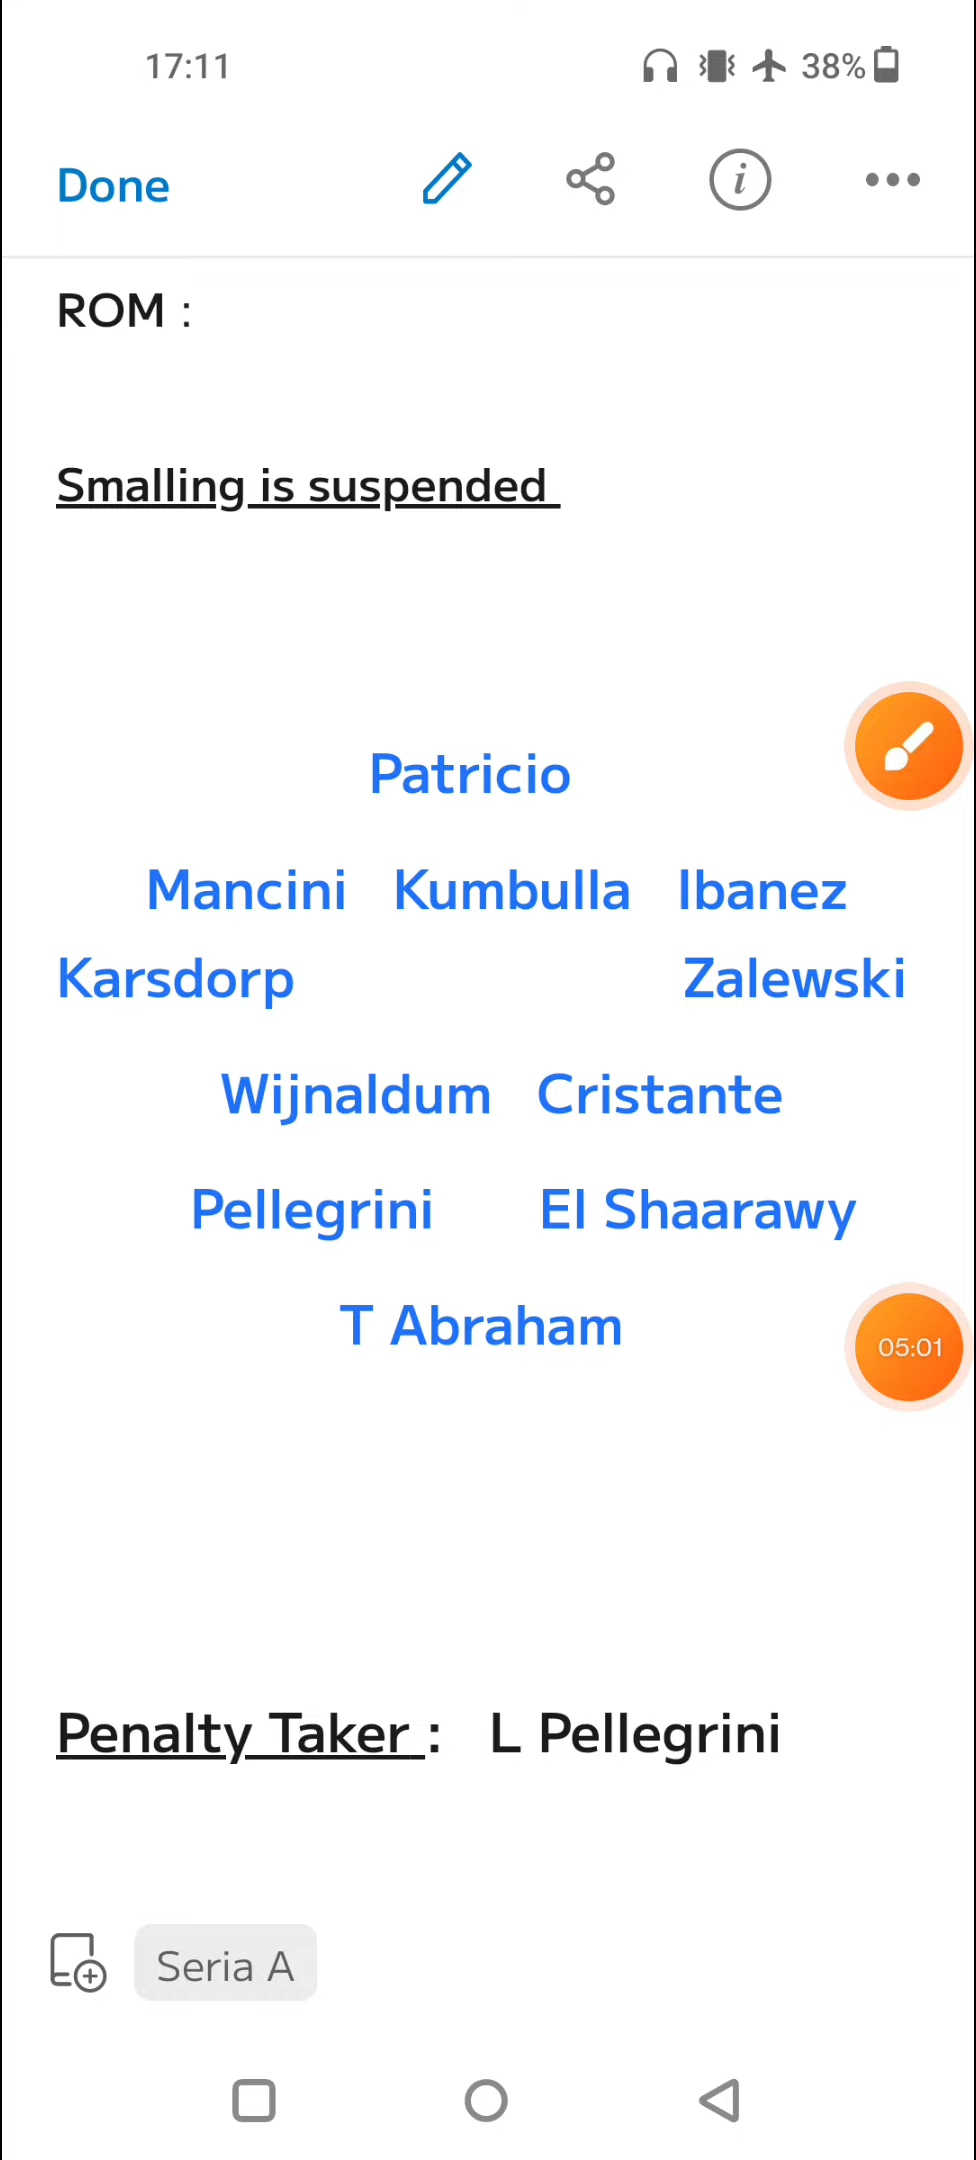 17:11 38%
Done
ROM :
Smalling is suspended
Patricio
Mancini Kumbulla Ibanez
Karsdorp Zalewski
Wijnaldum Cristante
Pellegrini El Shaarawy
T Abraham
05:01
Penalty Taker : L Pellegrini
Seria A